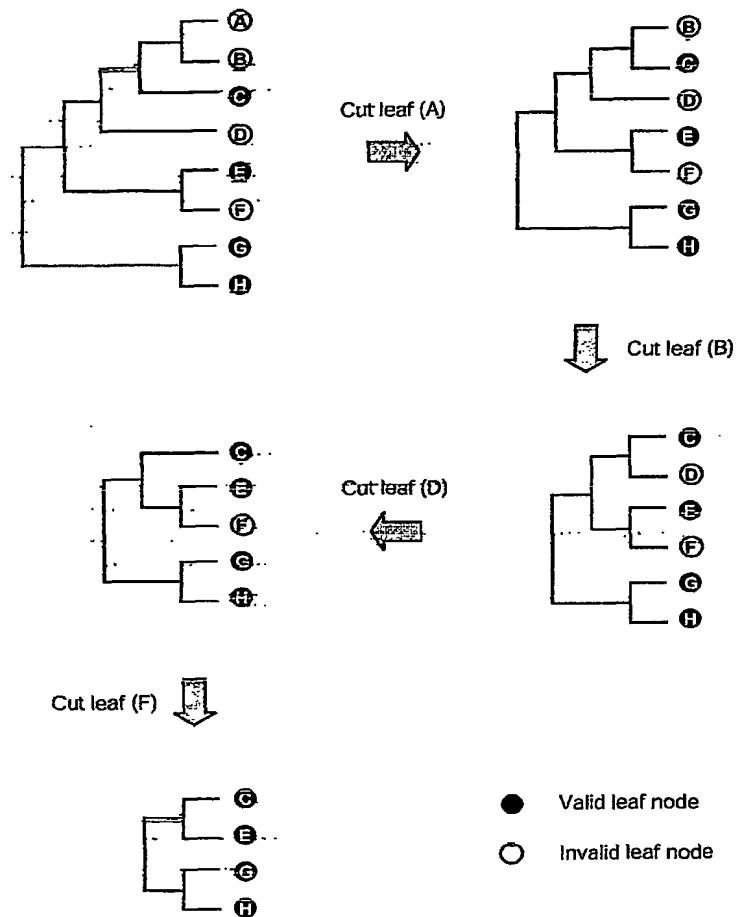 A
B
C
D
E
F
G
H
Cut leaf (A)
B
C
D
E
F
G
H
Cut leaf (B)
C
D
E
F
G
H
Cut leaf (D)
C
E
F
G
H
Cut leaf (F)
C
E
G
H
Valid leaf node
Invalid leaf node